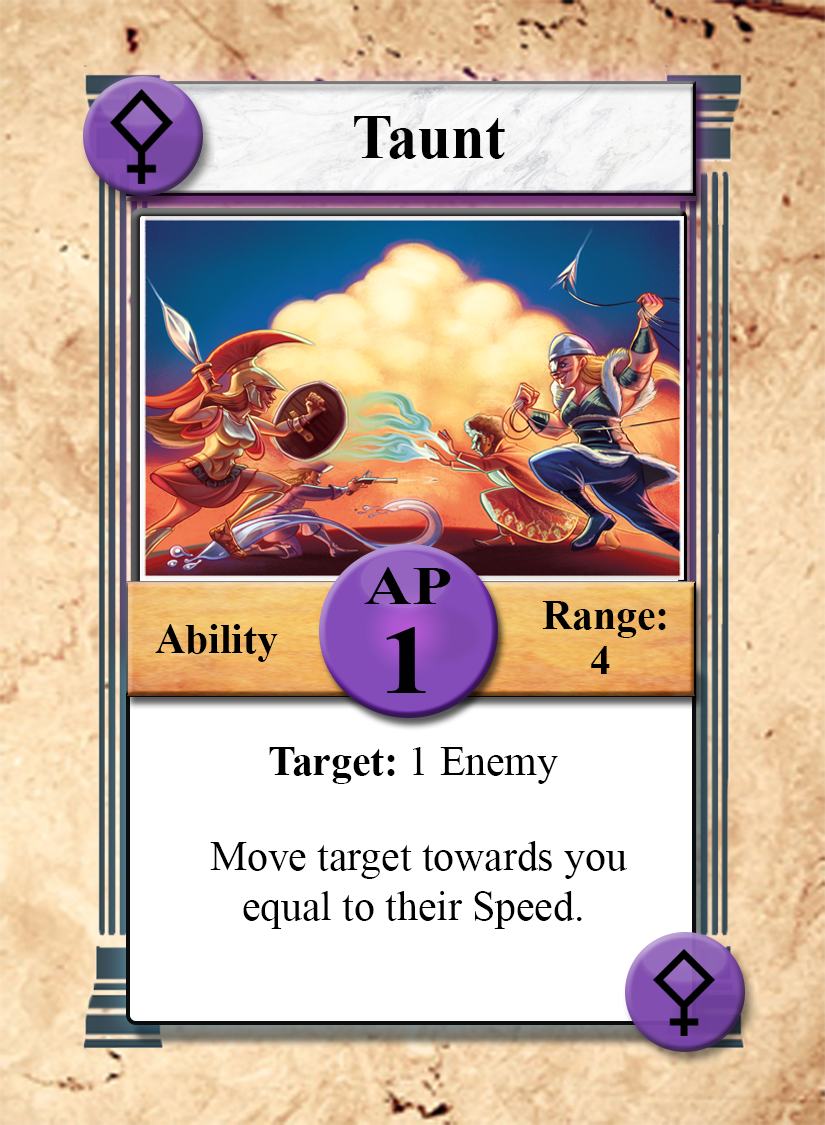 Taunt
AP
1
Ability
Range:
4
Target: 1 Enemy
Move target towards you
equal to their Speed.